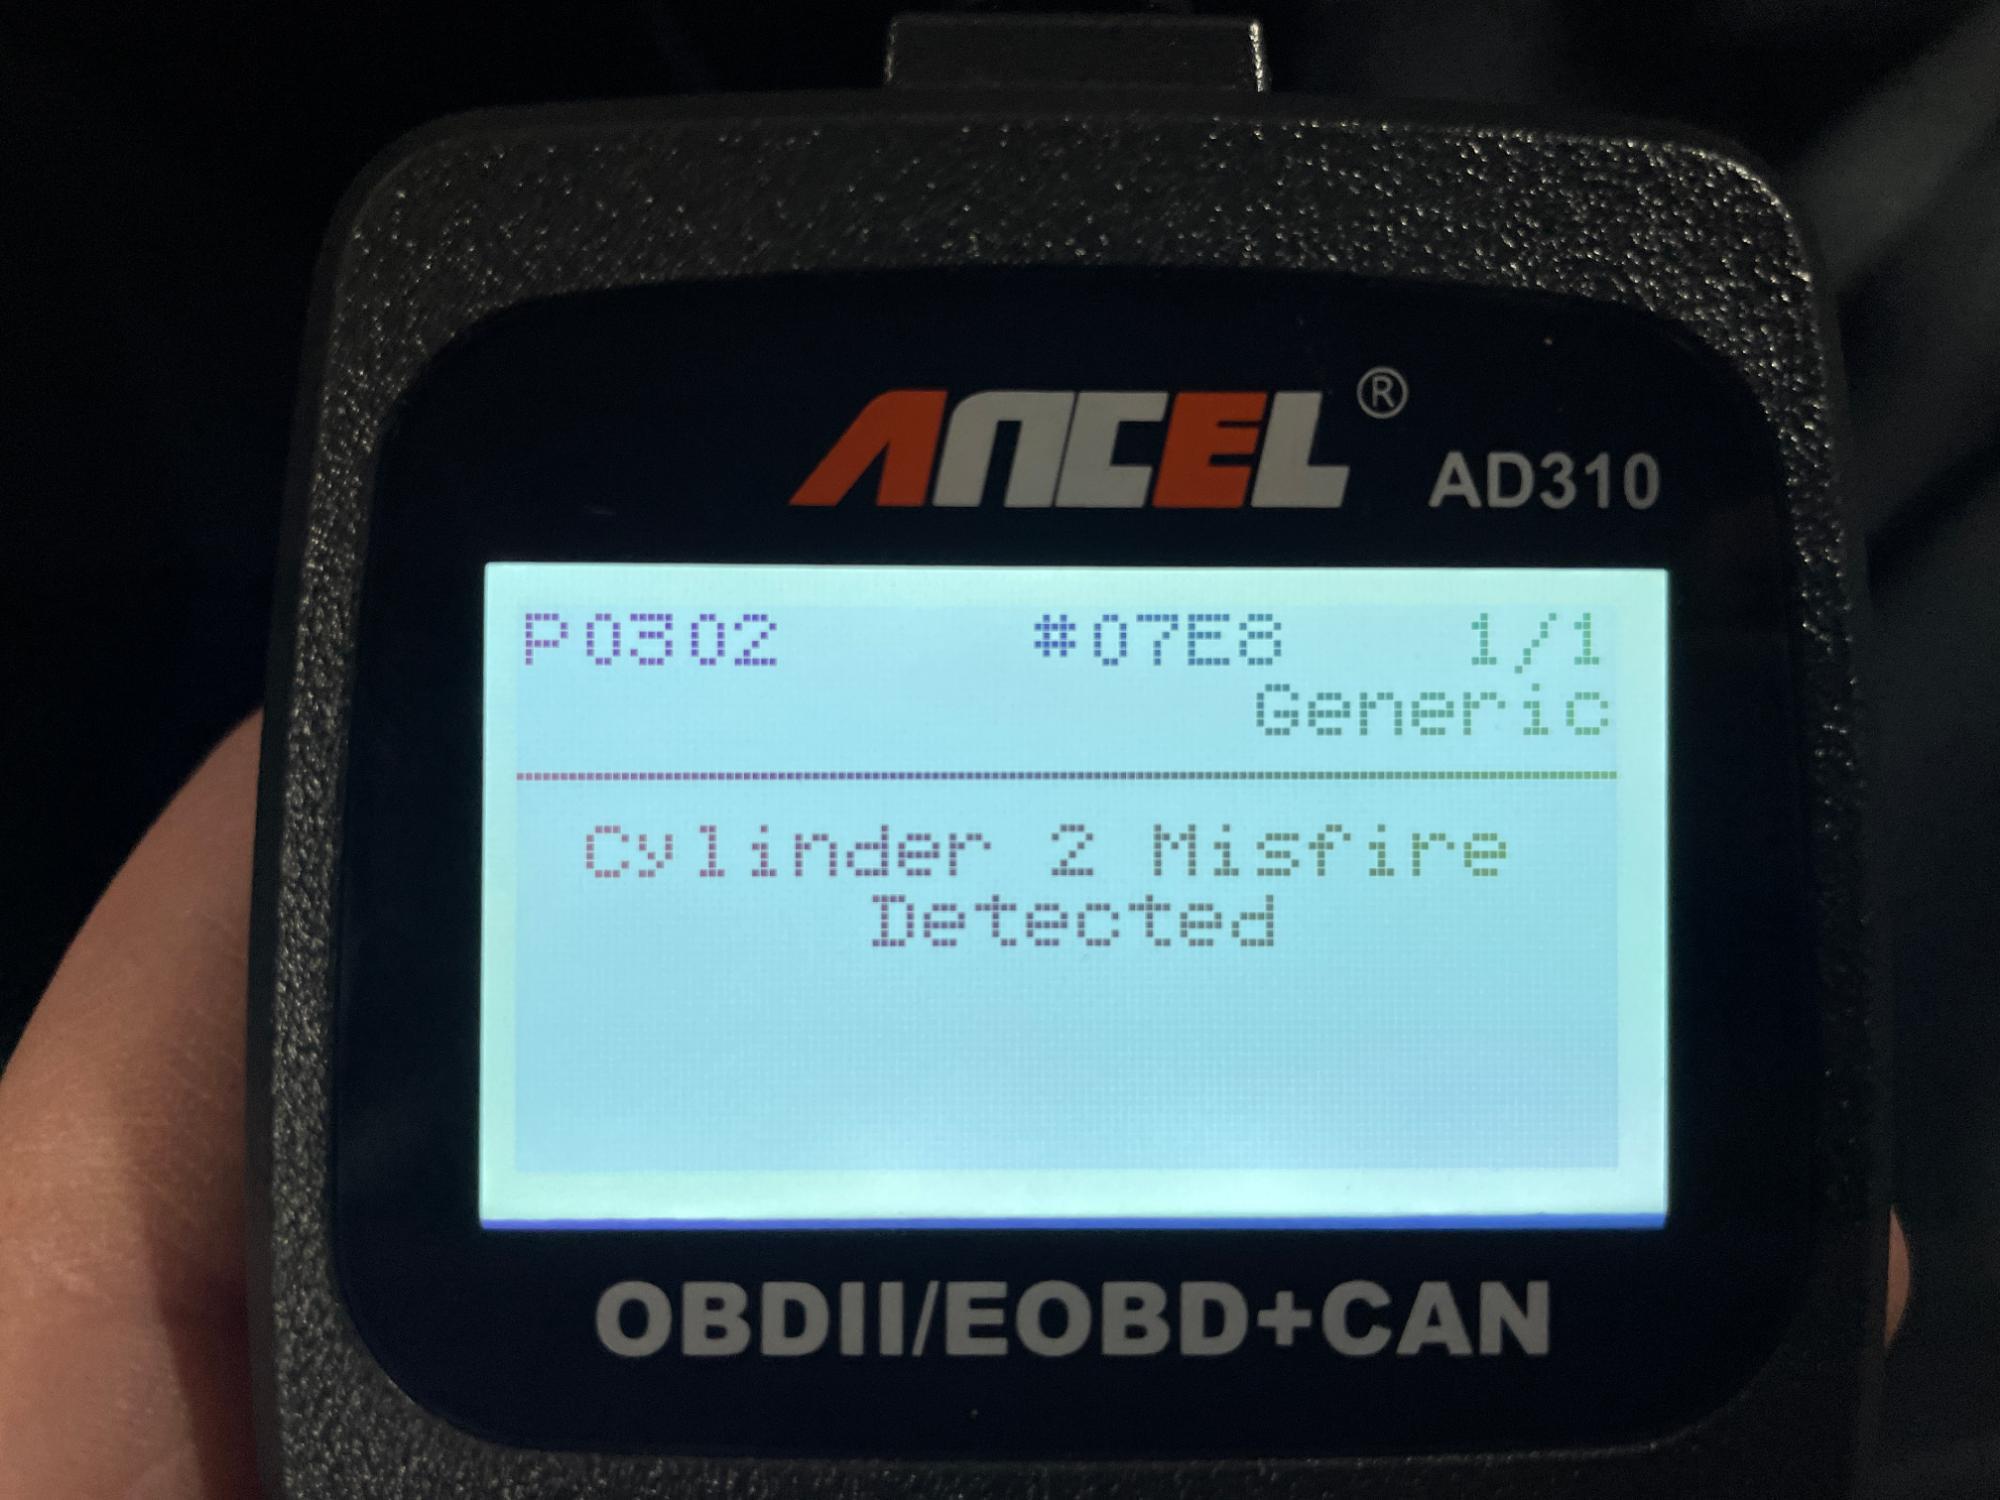 ANCEL® AD310
P0302 #07E8 1/1
Generic
Cylinder 2 Misfire
Detected
OBDII/EOBD+CAN